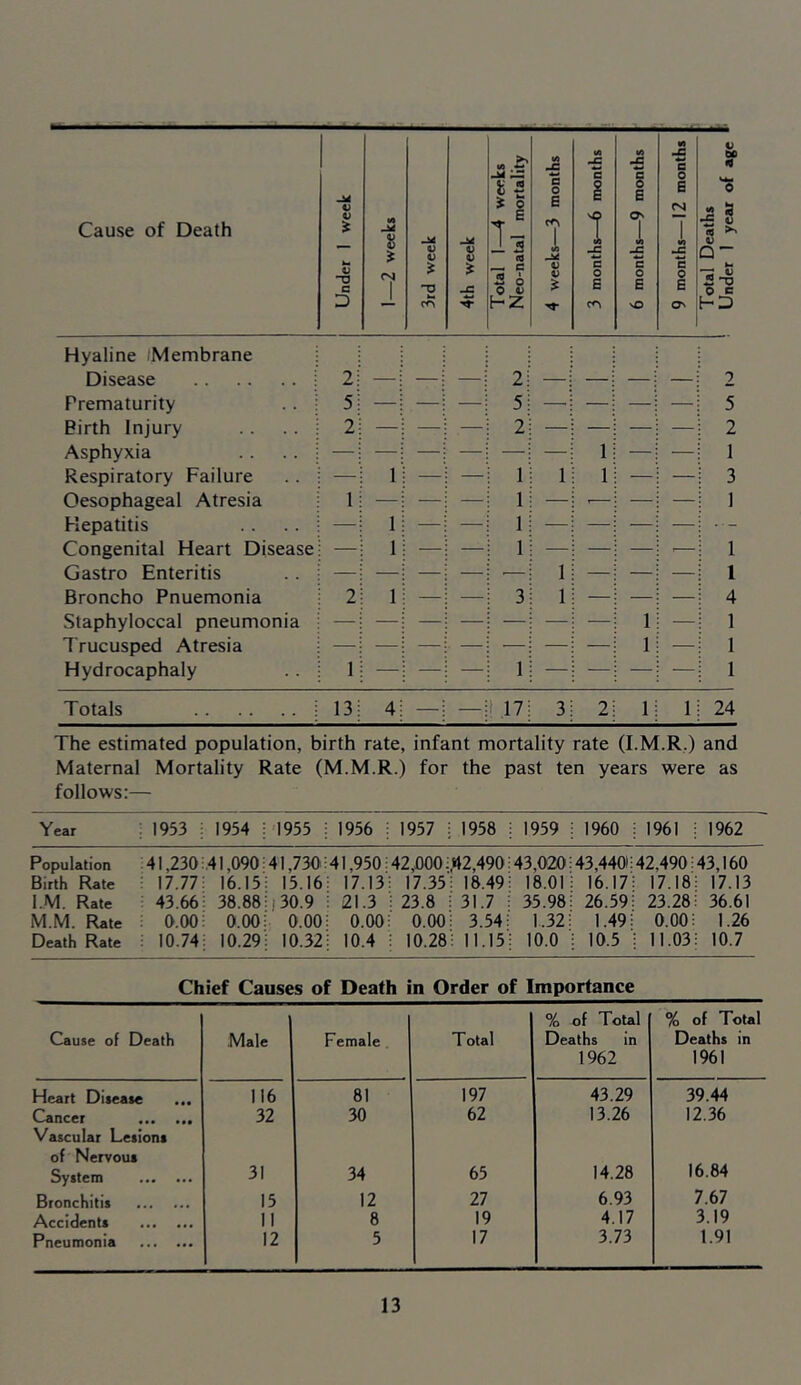 Cause of Death | Under 1 week | 1—2 weeks | 3rd week | 4th week | Total 1—4 weeks Neo-natal mortality | 4 weeks—3 months | 3 months—6 months | 6 months—9 months | 9 months—12 months | Total Deaths Under 1 year of age
Hyaline Membrane
Disease .. .. .. .. 2 — — — 2 — — — — 2
Prematurity .. 5 — — — 5 — — — — 5
Birth Injury .. .. 2 — — — 2 — — — — 2
Asphyxia .. .. — — — — — — 1 — — 1
Respiratory Failure .. — 1 — — 1 1 1 — — 3
Oesophageal Atresia 1 — — — 1 — — — — 1
Hepatitis .. .. — 1 — — 1 — — — — -
Congenital Heart Disease — 1 — — 1 — — — — 1
Gastro Enteritis .. — — — — — 1 — — — 1
Broncho Pnuemonia 2 1 — — 3 1 — — — 4
Staphyloccal pneumonia — — — — — — — 1 — 1
Trucusped Atresia — — — — — — — 1 — 1
Hydrocaphaly .. 1 — — — 1 — — — — 1
Totals .. .. .. .. 13 4 — — 17 3 2 1 1 24
The estimated population, birth rate, infant mortality rate (I.M.R.) and
Maternal Mortality Rate (M.M.R.) for the past ten years were as
follows:—
Year 1953 1954 1955 1956 1957 1958 1959 1960 1961 1962
Population 41,230 41,090 41,730 41,950 42,000 42,490 43,020 43,440 42,490 43,160
Birth Rate 17.77 16.15 15.16 17.13 17.35 18.49 18.01 16.17 17.18 17.13
I.M. Rate 43.66 38.88 30.9 21.3 23.8 31.7 35.98 26.59 23.28 36.61
M.M. Rate 0.00 0.00 0.00 0.00 0.00 3.54 1.32 1.49 0.00 1.26
Death Rate 10.74 10.29 10.32 10.4 10.28 11.15 10.0 10.5 11.03 10.7
Chief Causes of Death in Order of Importance
Cause of Death | Male | Female | Total | % of Total Deaths in 1962 | % of Total Deaths in 1961
Heart Disease ... 116 81 197 43.29 39.44
Cancer ... ... 32 30 62 13.26 12.36
Vascular Lesions
of Nervous
System ... ... 31 34 65 14.28 16.84
Bronchitis ... ... 15 12 27 6.93 7.67
Accidents ... ... 11 8 19 4.17 3.19
Pneumonia ... ... 12 5 17 3.73 1.91
13